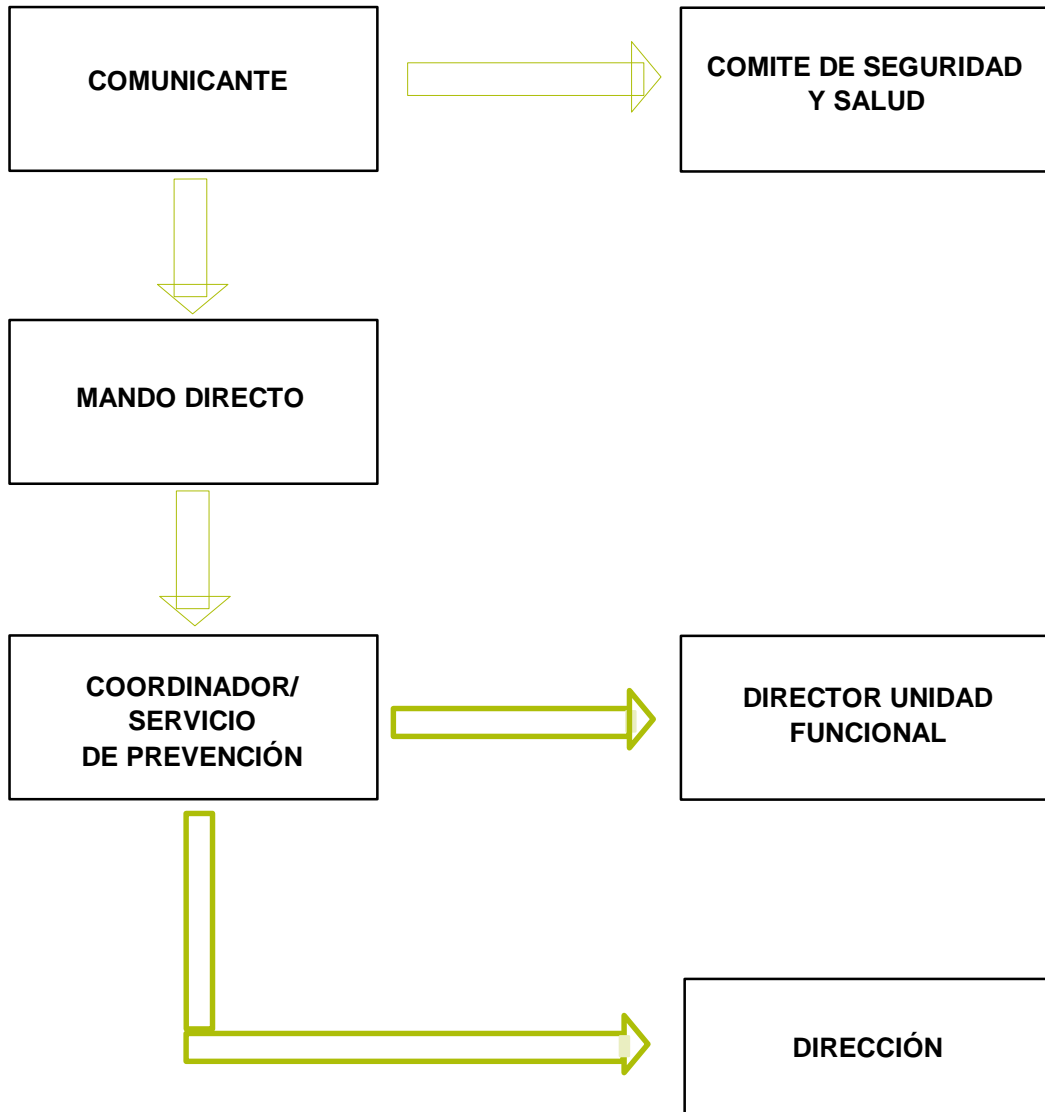 COMUNICANTE
COMITE DE SEGURIDAD
Y SALUD
MANDO DIRECTO
COORDINADOR/
SERVICIO
DE PREVENCIÓN
DIRECTOR UNIDAD
FUNCIONAL
DIRECCIÓN